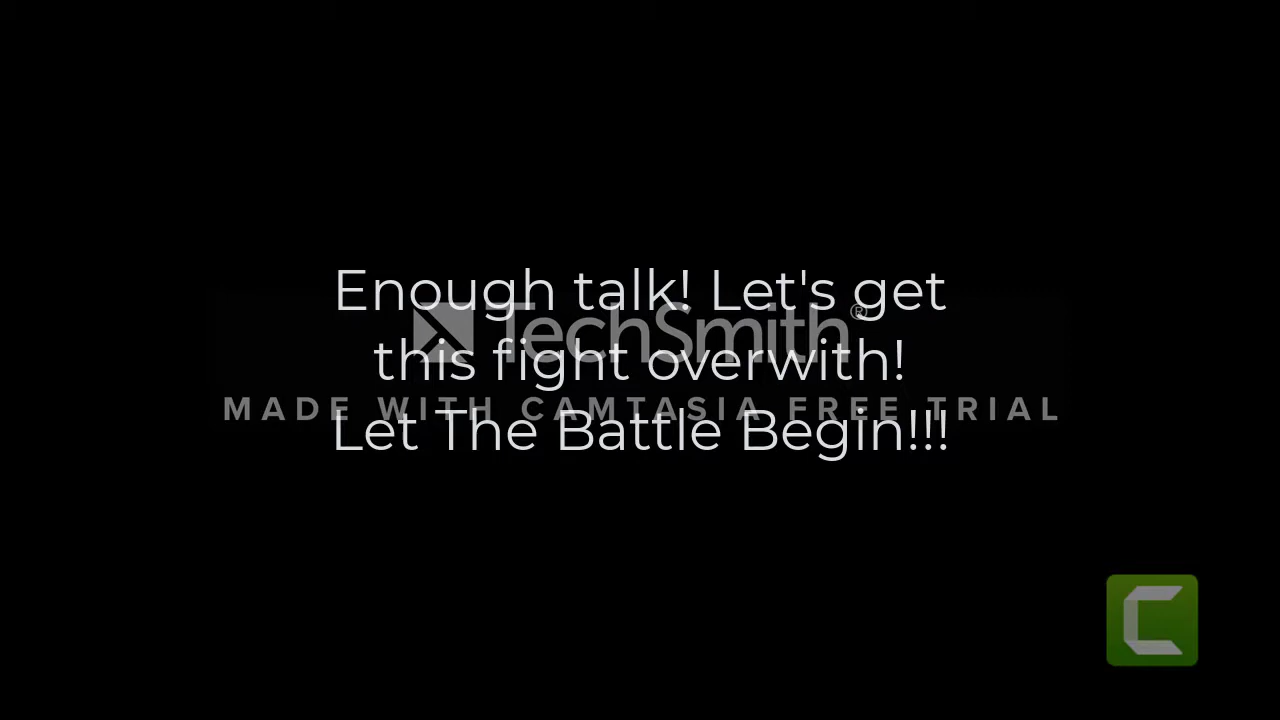 Enough talk! Let's get
TechSmith®
this fight overwith!
MADE WITH CAMTASIA FREE TRIAL
Let The Battle Begin!!!